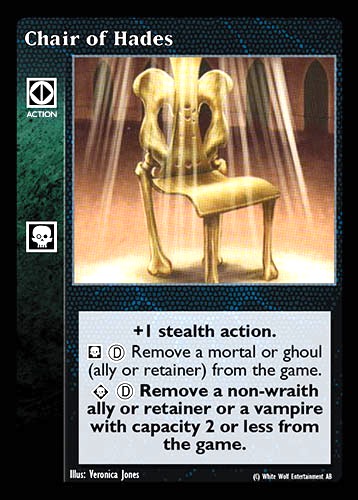 Chair of Hades
ACTION
+1 stealth action.
D Remove a mortal or ghoul
(ally or retainer) from the game.
D Remove a non-wraith
ally or retainer or a vampire
with capacity 2 or less from
the game.
Illus: Veronica Jones
(C) White Wolf Entertainment AB